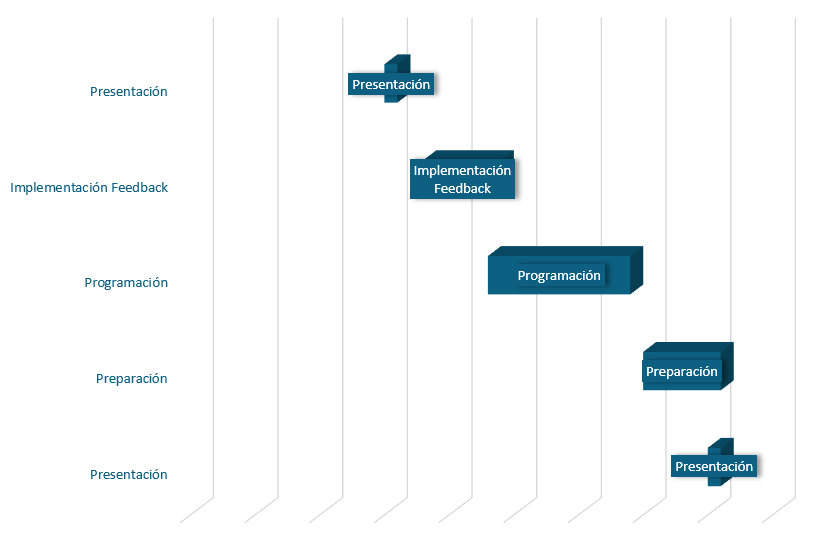 Presentación
Presentación
Implementación Feedback
Implementación
Feedback
Programación
Programación
Preparación
Preparación
Presentación
Presentación